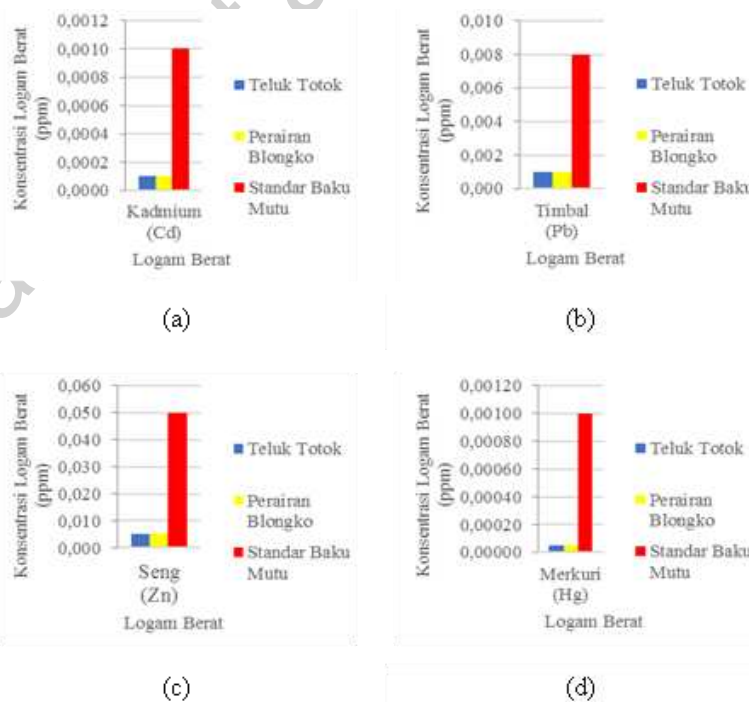 0,0012
0,0010
0,0008
0,0006
0,0004
0,0002
0,0000
Konsentrasi Logam Berat
(ppm)
Kadmium
(Cd)
Logam Berat
Teluk Totok
Perairan
Blongko
Standar Baku
Mutu
(a)
0,010
0,008
0,006
0,004
0,002
0,000
Konsentrasi Logam Berat
(ppm)
Timbal
(Pb)
Logam Berat
Teluk Totok
Perairan
Blongko
Standar Baku
Mutu
(b)
0,060
0,050
0,040
0,030
0,020
0,010
0,000
Konsentrasi Logam Berat
(ppm)
Seng
(Zn)
Logam Berat
Teluk Totok
Perairan
Blongko
Standar Baku
Mutu
(c)
0,00120
0,00100
0,00080
0,00060
0,00040
0,00020
0,00000
Konsentrasi Logam Berat
(ppm)
Merkuri
(Hg)
Logam Berat
Teluk Totok
Perairan
Blongko
Standar Baku
Mutu
(d)